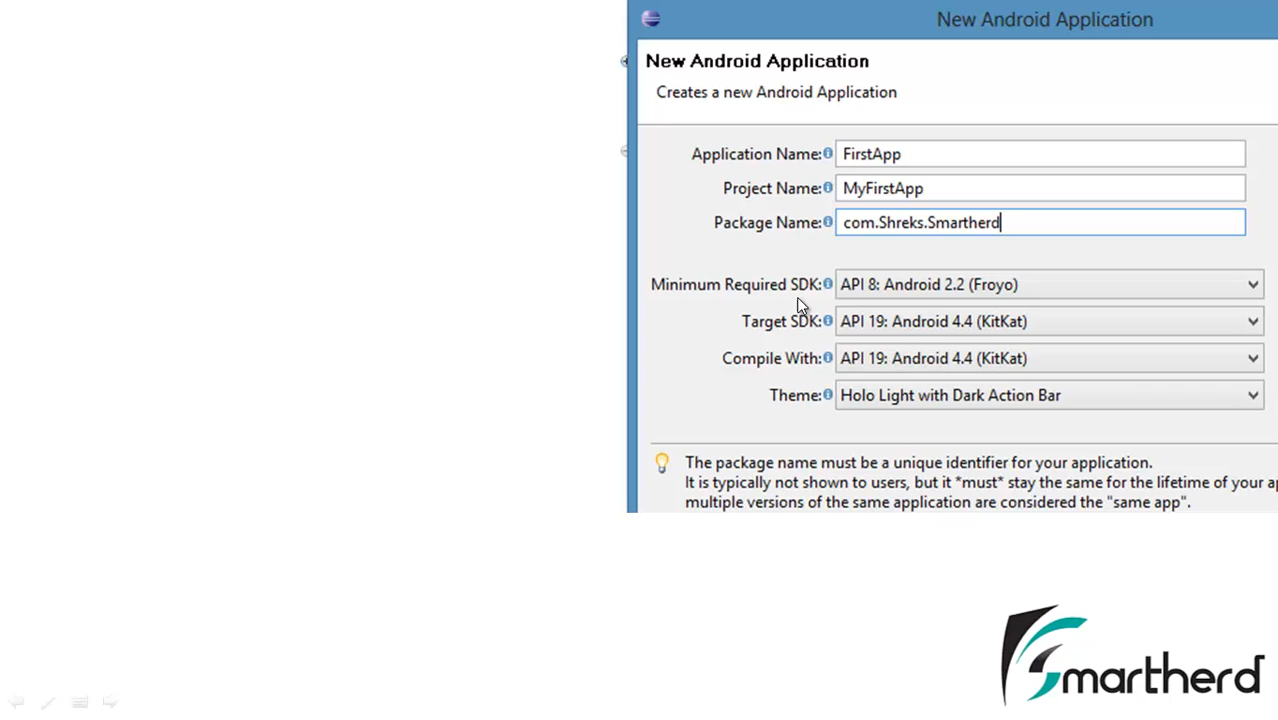 New Android Application
New Android Application
Creates a new Android Application
Application Name: FirstApp
Project Name: MyFirstApp
Package Name: com.Shreks.Smartherd
Minimum Required SDK: API 8: Android 2.2 (Froyo)
Target SDK: API 19: Android 4.4 (KitKat)
Compile With: API 19: Android 4.4 (KitKat)
Theme: Holo Light with Dark Action Bar
The package name must be a unique identifier for your application.
It is typically not shown to users, but it *must* stay the same for the lifetime of your
multiple versions of the same application are considered the "same app".
Smartherd